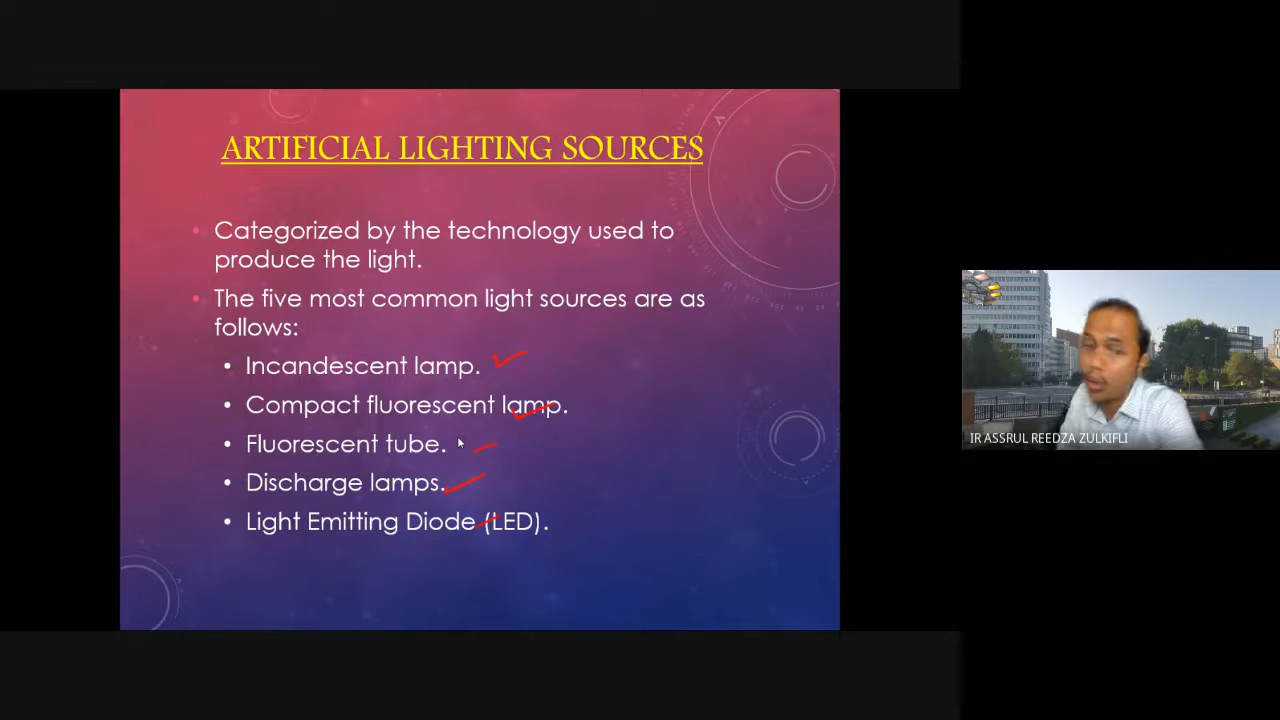 ARTIFICIAL LIGHTING SOURCES
• Categorized by the technology used to
produce the light.
• The five most common light sources are as
follows:
• Incandescent lamp.
• Compact fluorescent lamp.
• Fluorescent tube.
• Discharge lamps.
• Light Emitting Diode (LED).
IR ASSRUL REEDZA ZULKIFLI